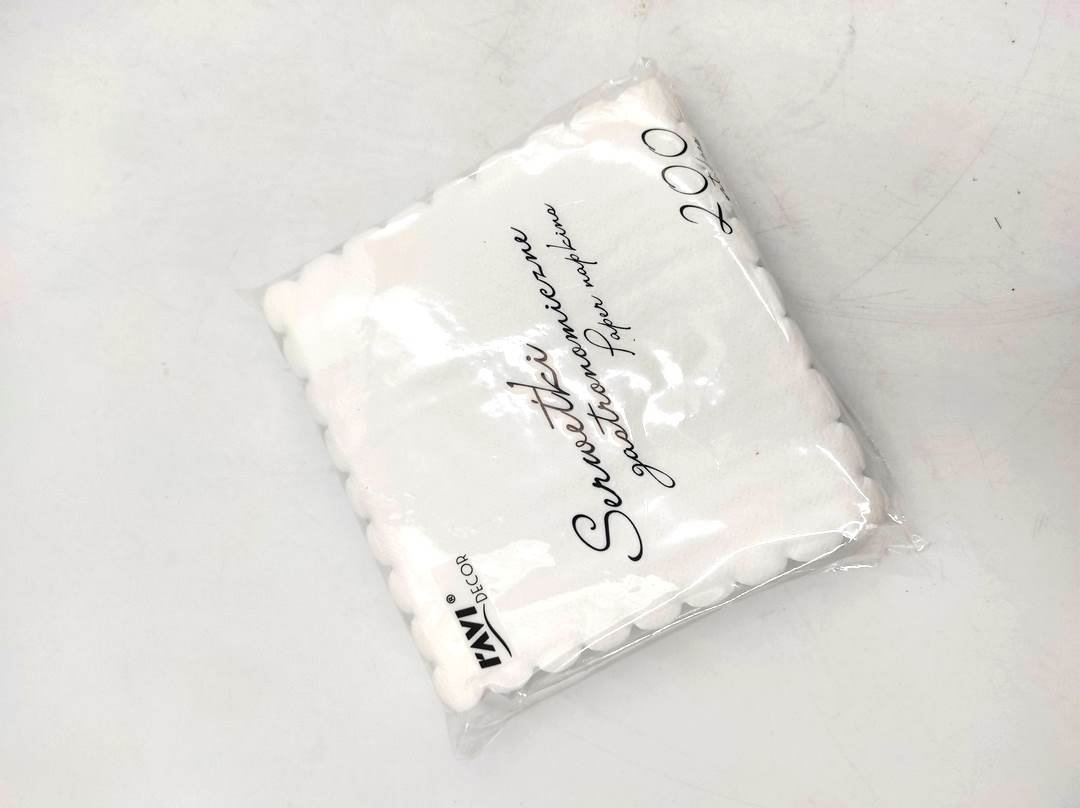 RAVI®
DECOR
Serwetki
gastronomiczne
Paper napkins
200